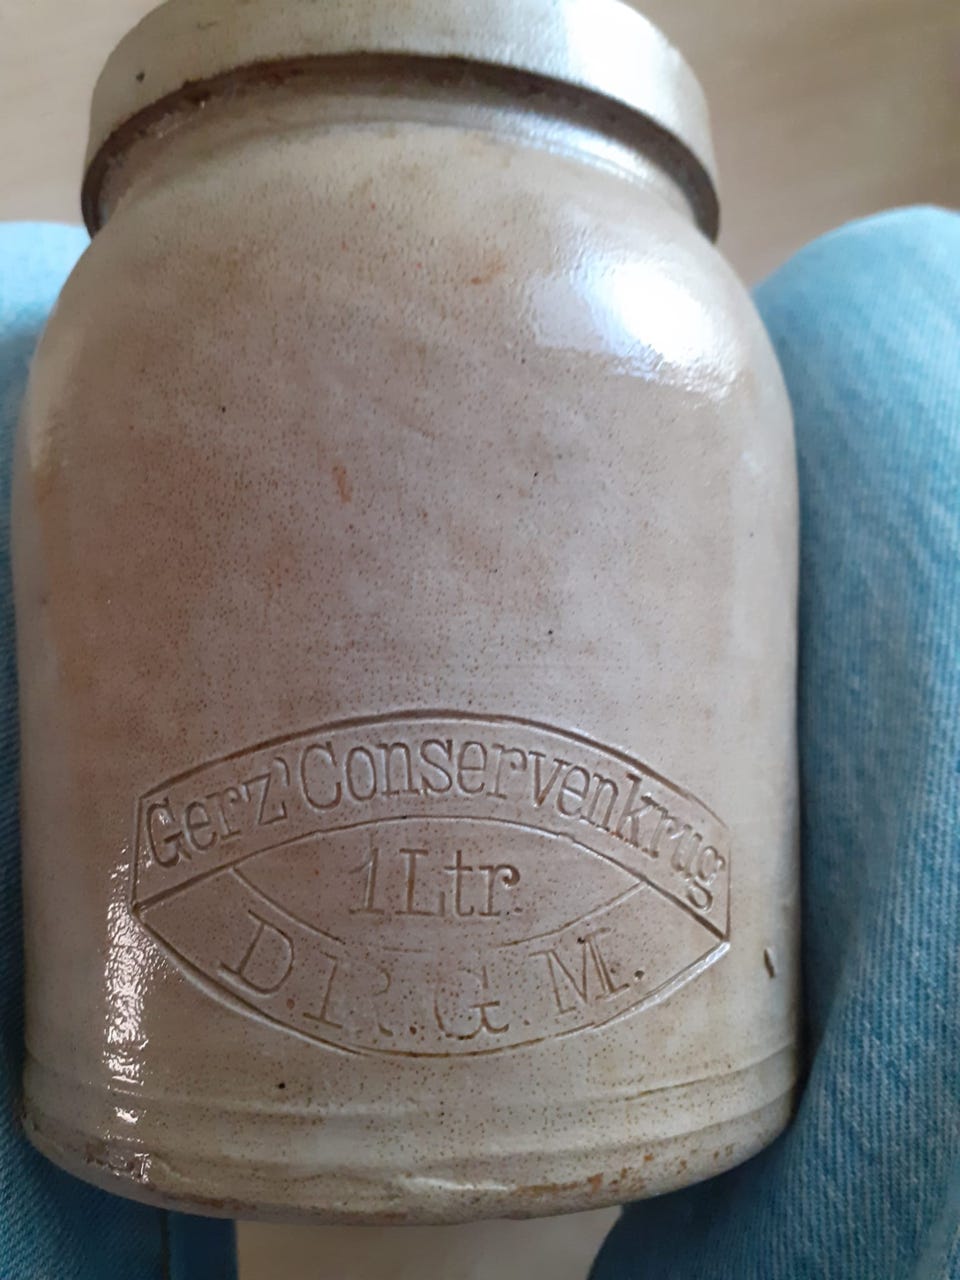 Gerz' Conservenkrug
1 Ltr.
D.R.G.M.